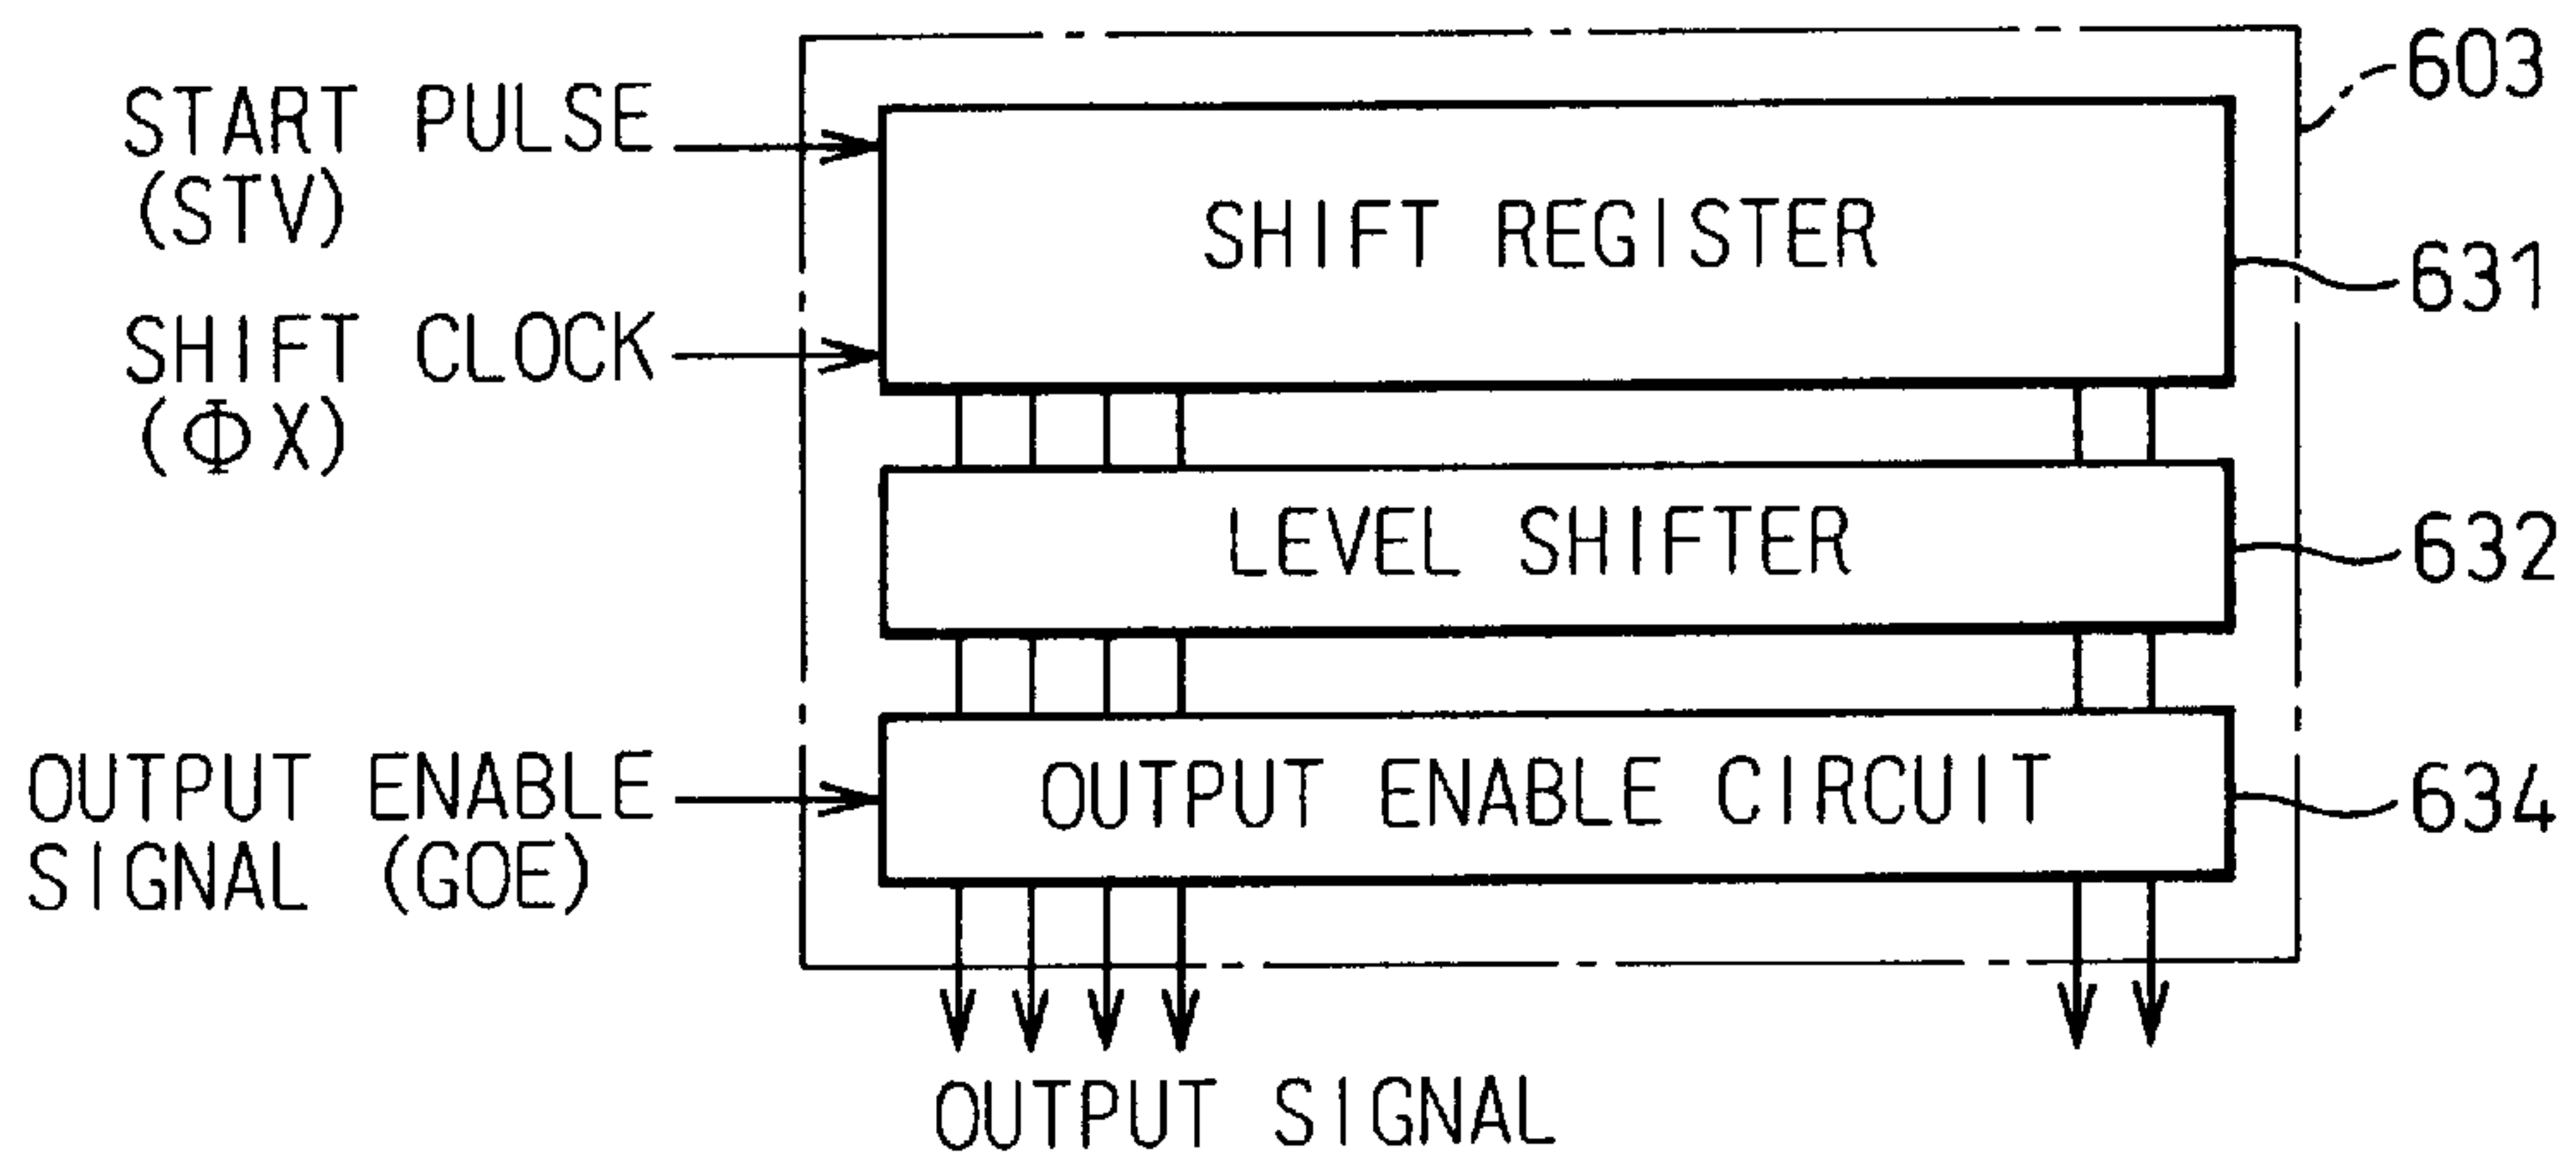 START PULSE
(STV)
SHIFT CLOCK
(ΦX)
OUTPUT ENABLE
SIGNAL (GOE)
SHIFT REGISTER
LEVEL SHIFTER
OUTPUT ENABLE CIRCUIT
603
631
632
634
OUTPUT SIGNAL